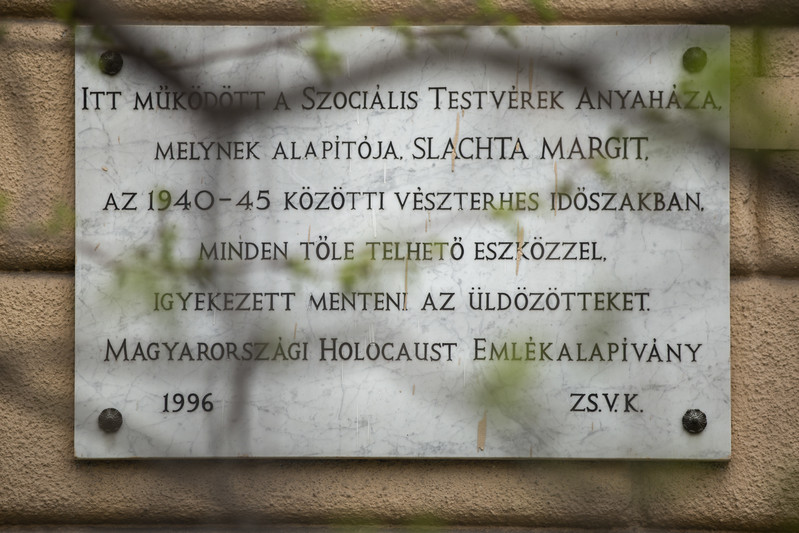 Itt működött a Szociális Testvérek Anyaháza,
melynek alapítója, SLACHTA MARGIT,
az 1940-45 közötti vészterhes időszakban,
minden tőle telhető eszközzel,
igyekezett menteni az üldözötteket.
Magyarországi Holocaust Emlékalapívány
1996 ZS.V.K.